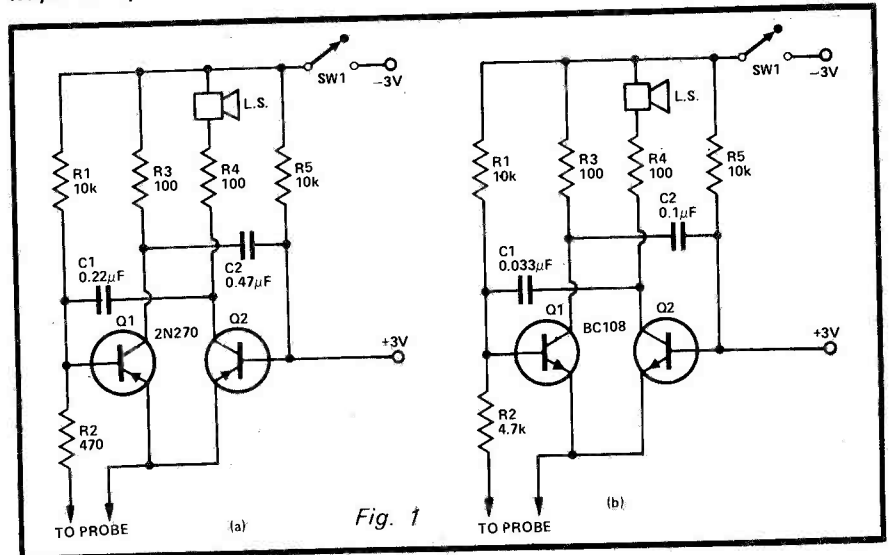 SW1
−3V
L.S.
R1
10k
R3
100
R4
100
R5
10k
C1
0.22μF
C2
0.47μF
Q1
2N270
Q2
+3V
R2
470
TO PROBE
(a)
Fig. 1
SW1
−3V
L.S.
R1
10k
R3
100
R4
100
R5
10k
C2
0.1μF
C1
0.033μF
Q1
BC108
Q2
+3V
R2
4.7k
TO PROBE
(b)